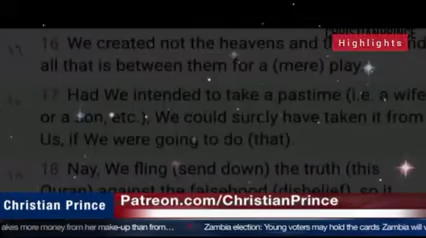 CHRISTIANPRINCE
Highlights
16 We created not the heavens and
all that is between them for a (mere) play.
17 Had We intended to take a pastime (i.e. a wife
or a son, etc.), We could surely have taken it from
Us, if We were going to do (that).
18 Nay, We fling (send down) the truth (this
Quran) against the falsehood (disbelief), so it
Christian Prince
Patreon.com/ChristianPrince
akes more money from her make-up than from...
Zambia election: Young voters may hold the cards Zambia will v